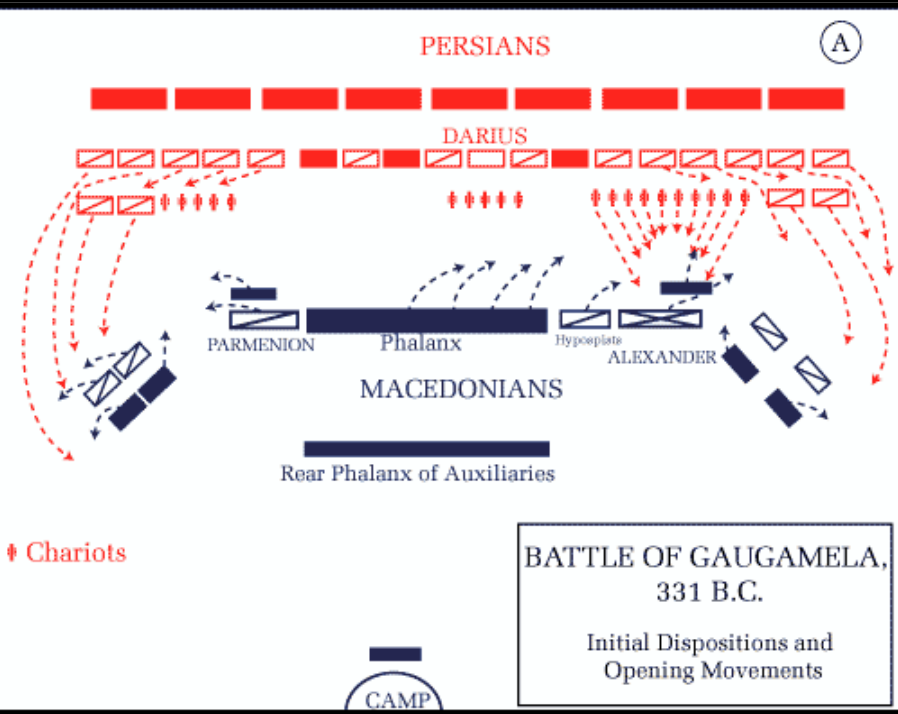 PERSIANS
A
DARIUS
PARMENION
Phalanx
Hypospists
ALEXANDER
MACEDONIANS
Rear Phalanx of Auxiliaries
Chariots
BATTLE OF GAUGAMELA,
331 B.C.
Initial Dispositions and
Opening Movements
CAMP